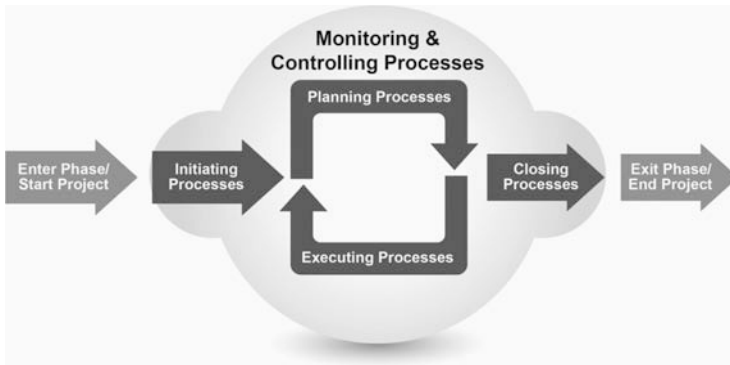 Monitoring &
Controlling Processes
Planning Processes
Enter Phase/
Start Project
Initiating
Processes
Closing
Processes
Exit Phase/
End Project
Executing Processes